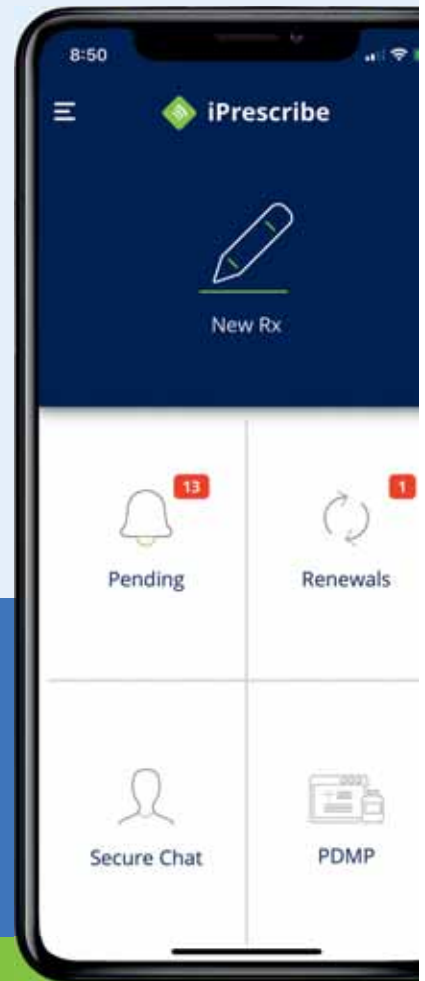 8:50
iPrescribe
New Rx
13
1
Pending
Renewals
Secure Chat
PDMP